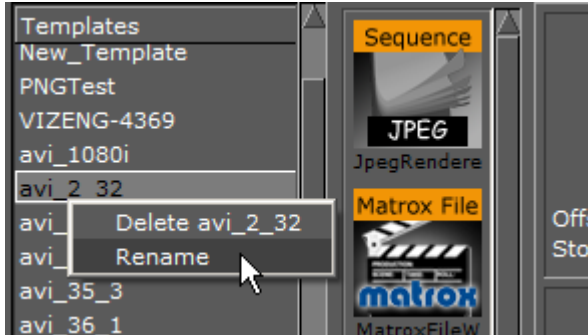 Templates
New_Template
PNGTest
VIZENG-4369
avi_1080i
avi_2_32
avi_
Delete avi_2_32
avi_
Rename
avi_35_3
avi_36_1
Sequence
JPEG
JpegRendere
Matrox File
matrox
MatroxFileW
Off
Sto